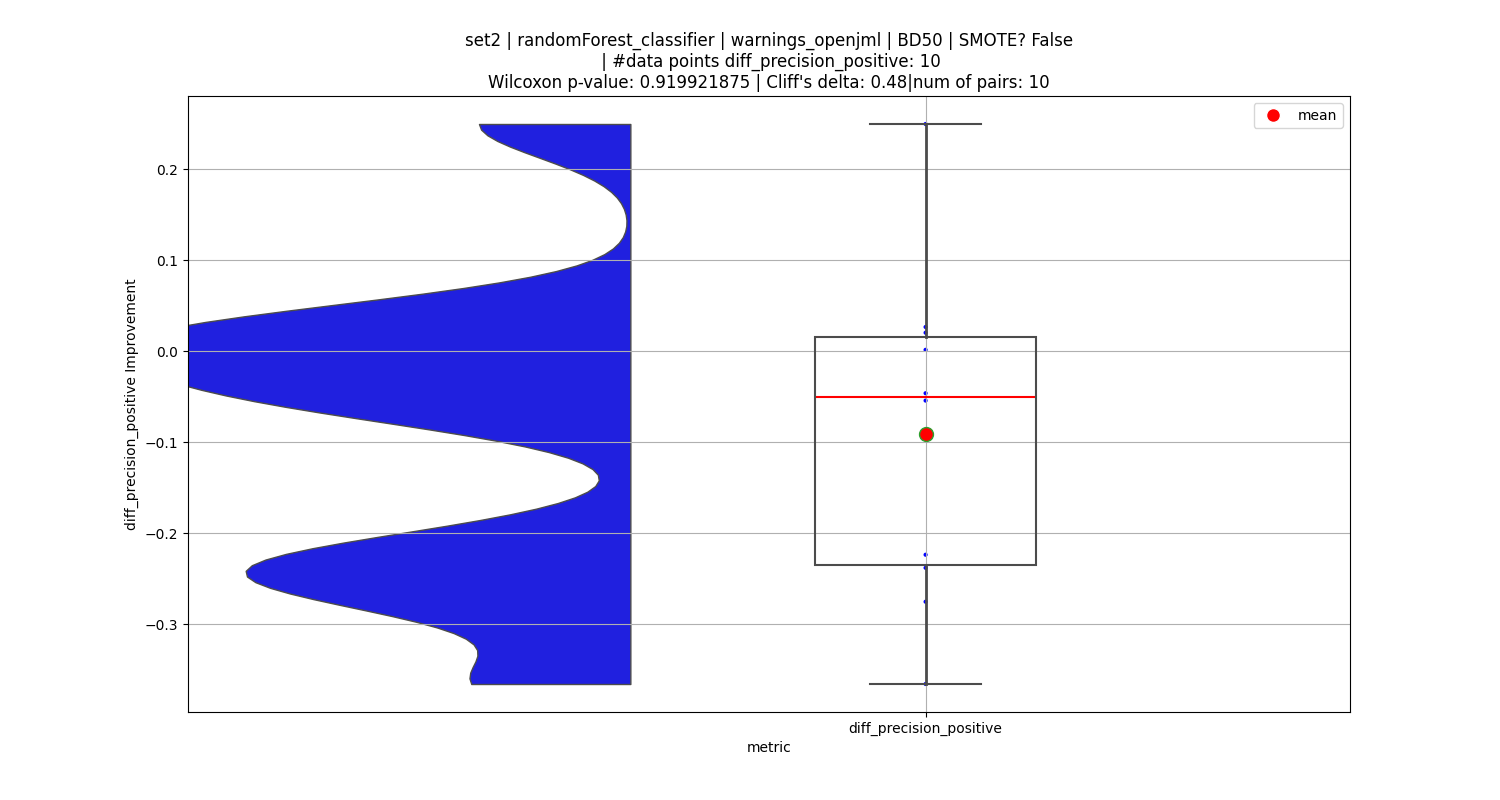 set2 | randomForest_classifier | warnings_openjml | BD50 | SMOTE? False
| #data points diff_precision_positive: 10
Wilcoxon p-value: 0.919921875 | Cliff's delta: 0.48|num of pairs: 10
mean
0.2
0.1
0.0
−0.1
−0.2
−0.3
diff_precision_positive Improvement
diff_precision_positive
metric